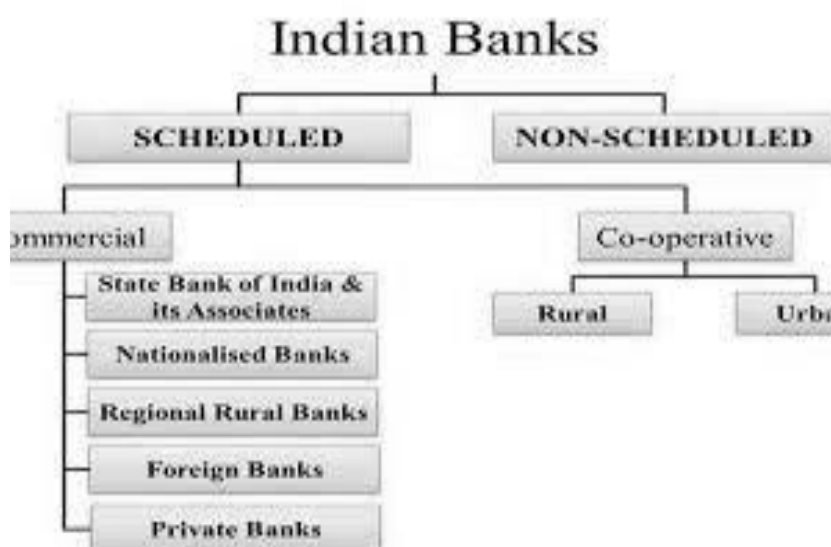 Indian Banks
SCHEDULED
NON-SCHEDULED
ommercial
Co-operative
State Bank of India &
its Associates
Rural
Urba
Nationalised Banks
Regional Rural Banks
Foreign Banks
Private Banks